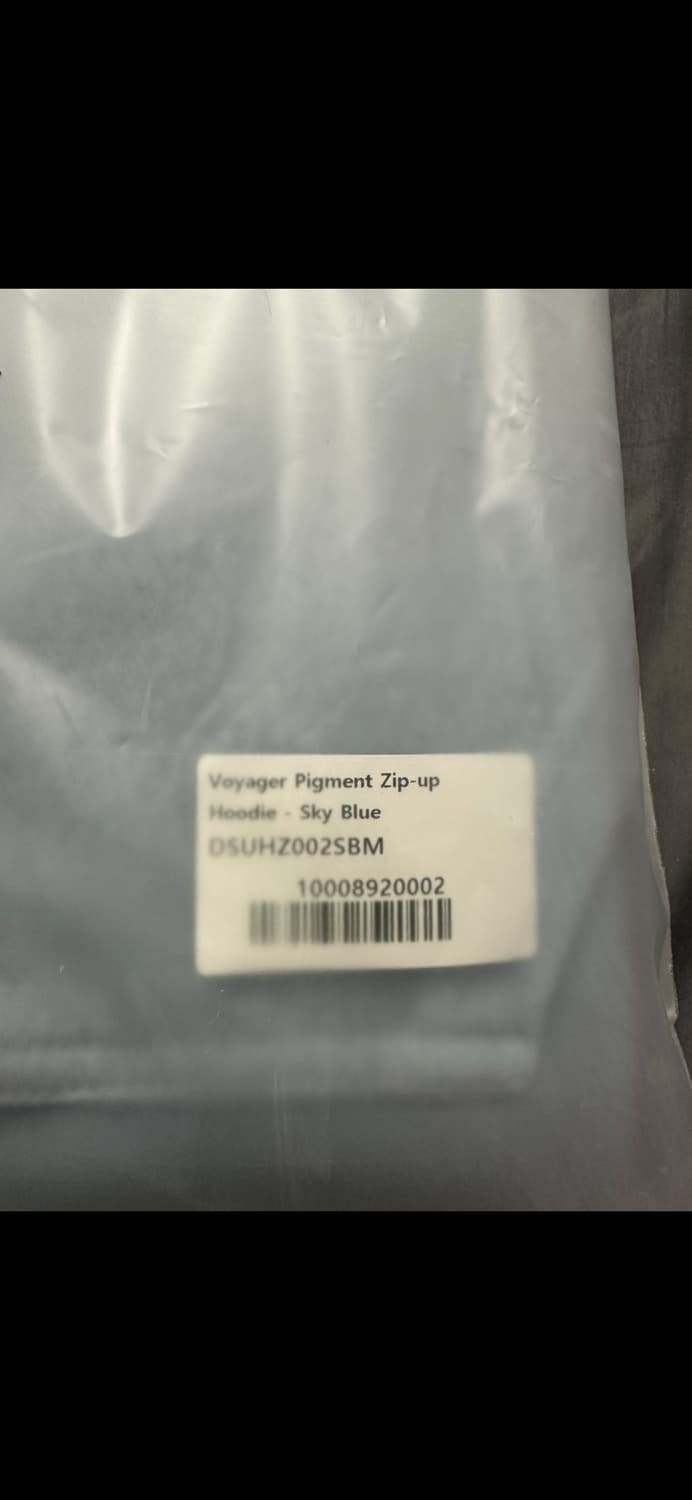 Voyager Pigment Zip-up
Hoodie - Sky Blue
DSUHZ002SBM
10008920002